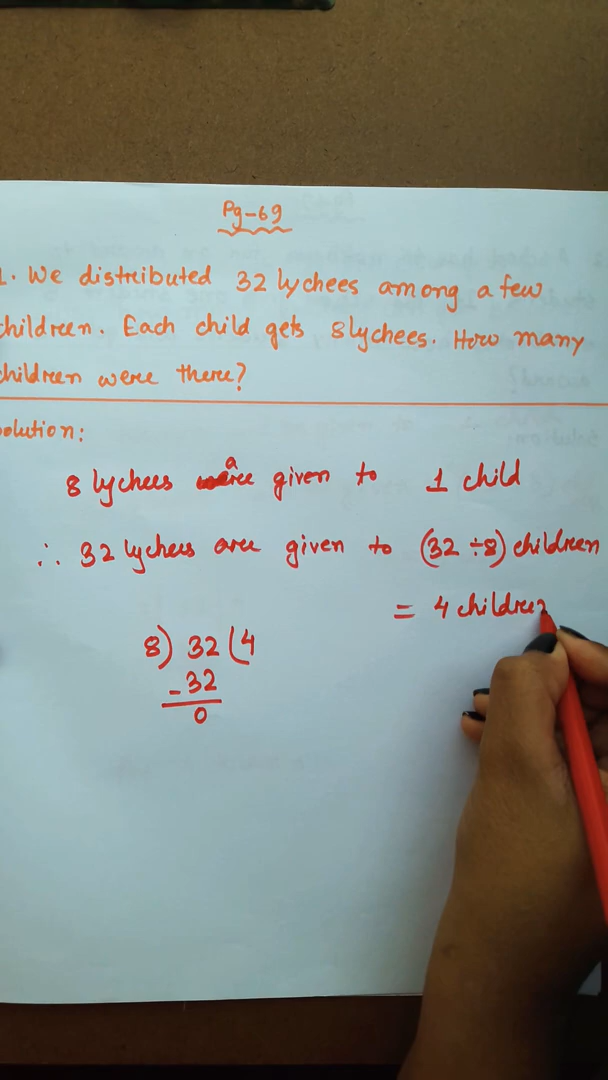 Pg-69
1. We distributed 32 lychees among a few
children. Each child gets 8 lychees. How many
children were there?
Solution:
8 lychees are given to 1 child
∴ 32 lychees are given to (32 ÷ 8) children
= 4 children
8) 32 (4
- 32
0